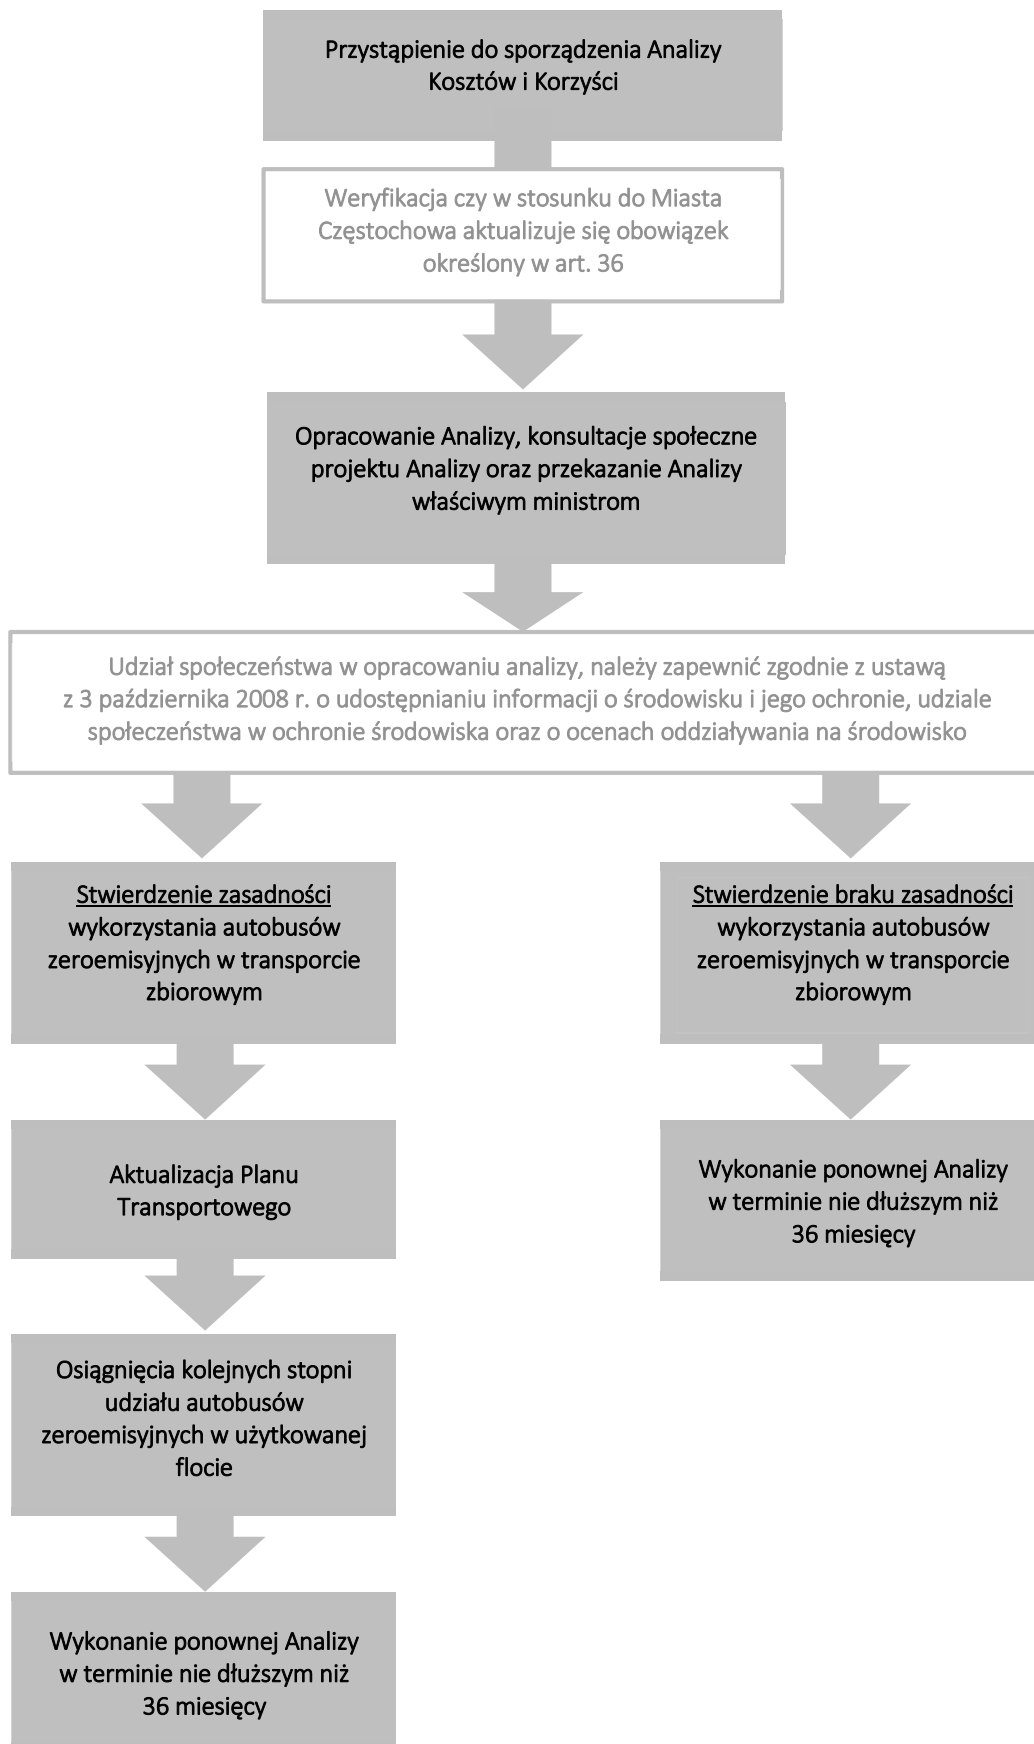 Przystąpienie do sporządzenia Analizy
Kosztów i Korzyści
Weryfikacja czy w stosunku do Miasta
Częstochowa aktualizuje się obowiązek
określony w art. 36
Opracowanie Analizy, konsultacje społeczne
projektu Analizy oraz przekazanie Analizy
właściwym ministrom
Udział społeczeństwa w opracowaniu analizy, należy zapewnić zgodnie z ustawą
z 3 października 2008 r. o udostępnianiu informacji o środowisku i jego ochronie, udziale
społeczeństwa w ochronie środowiska oraz o ocenach oddziaływania na środowisko
Stwierdzenie zasadności
wykorzystania autobusów
zeroemisyjnych w transporcie
zbiorowym
Stwierdzenie braku zasadności
wykorzystania autobusów
zeroemisyjnych w transporcie
zbiorowym
Aktualizacja Planu
Transportowego
Wykonanie ponownej Analizy
w terminie nie dłuższym niż
36 miesięcy
Osiągnięcia kolejnych stopni
udziału autobusów
zeroemisyjnych w użytkowanej
flocie
Wykonanie ponownej Analizy
w terminie nie dłuższym niż
36 miesięcy